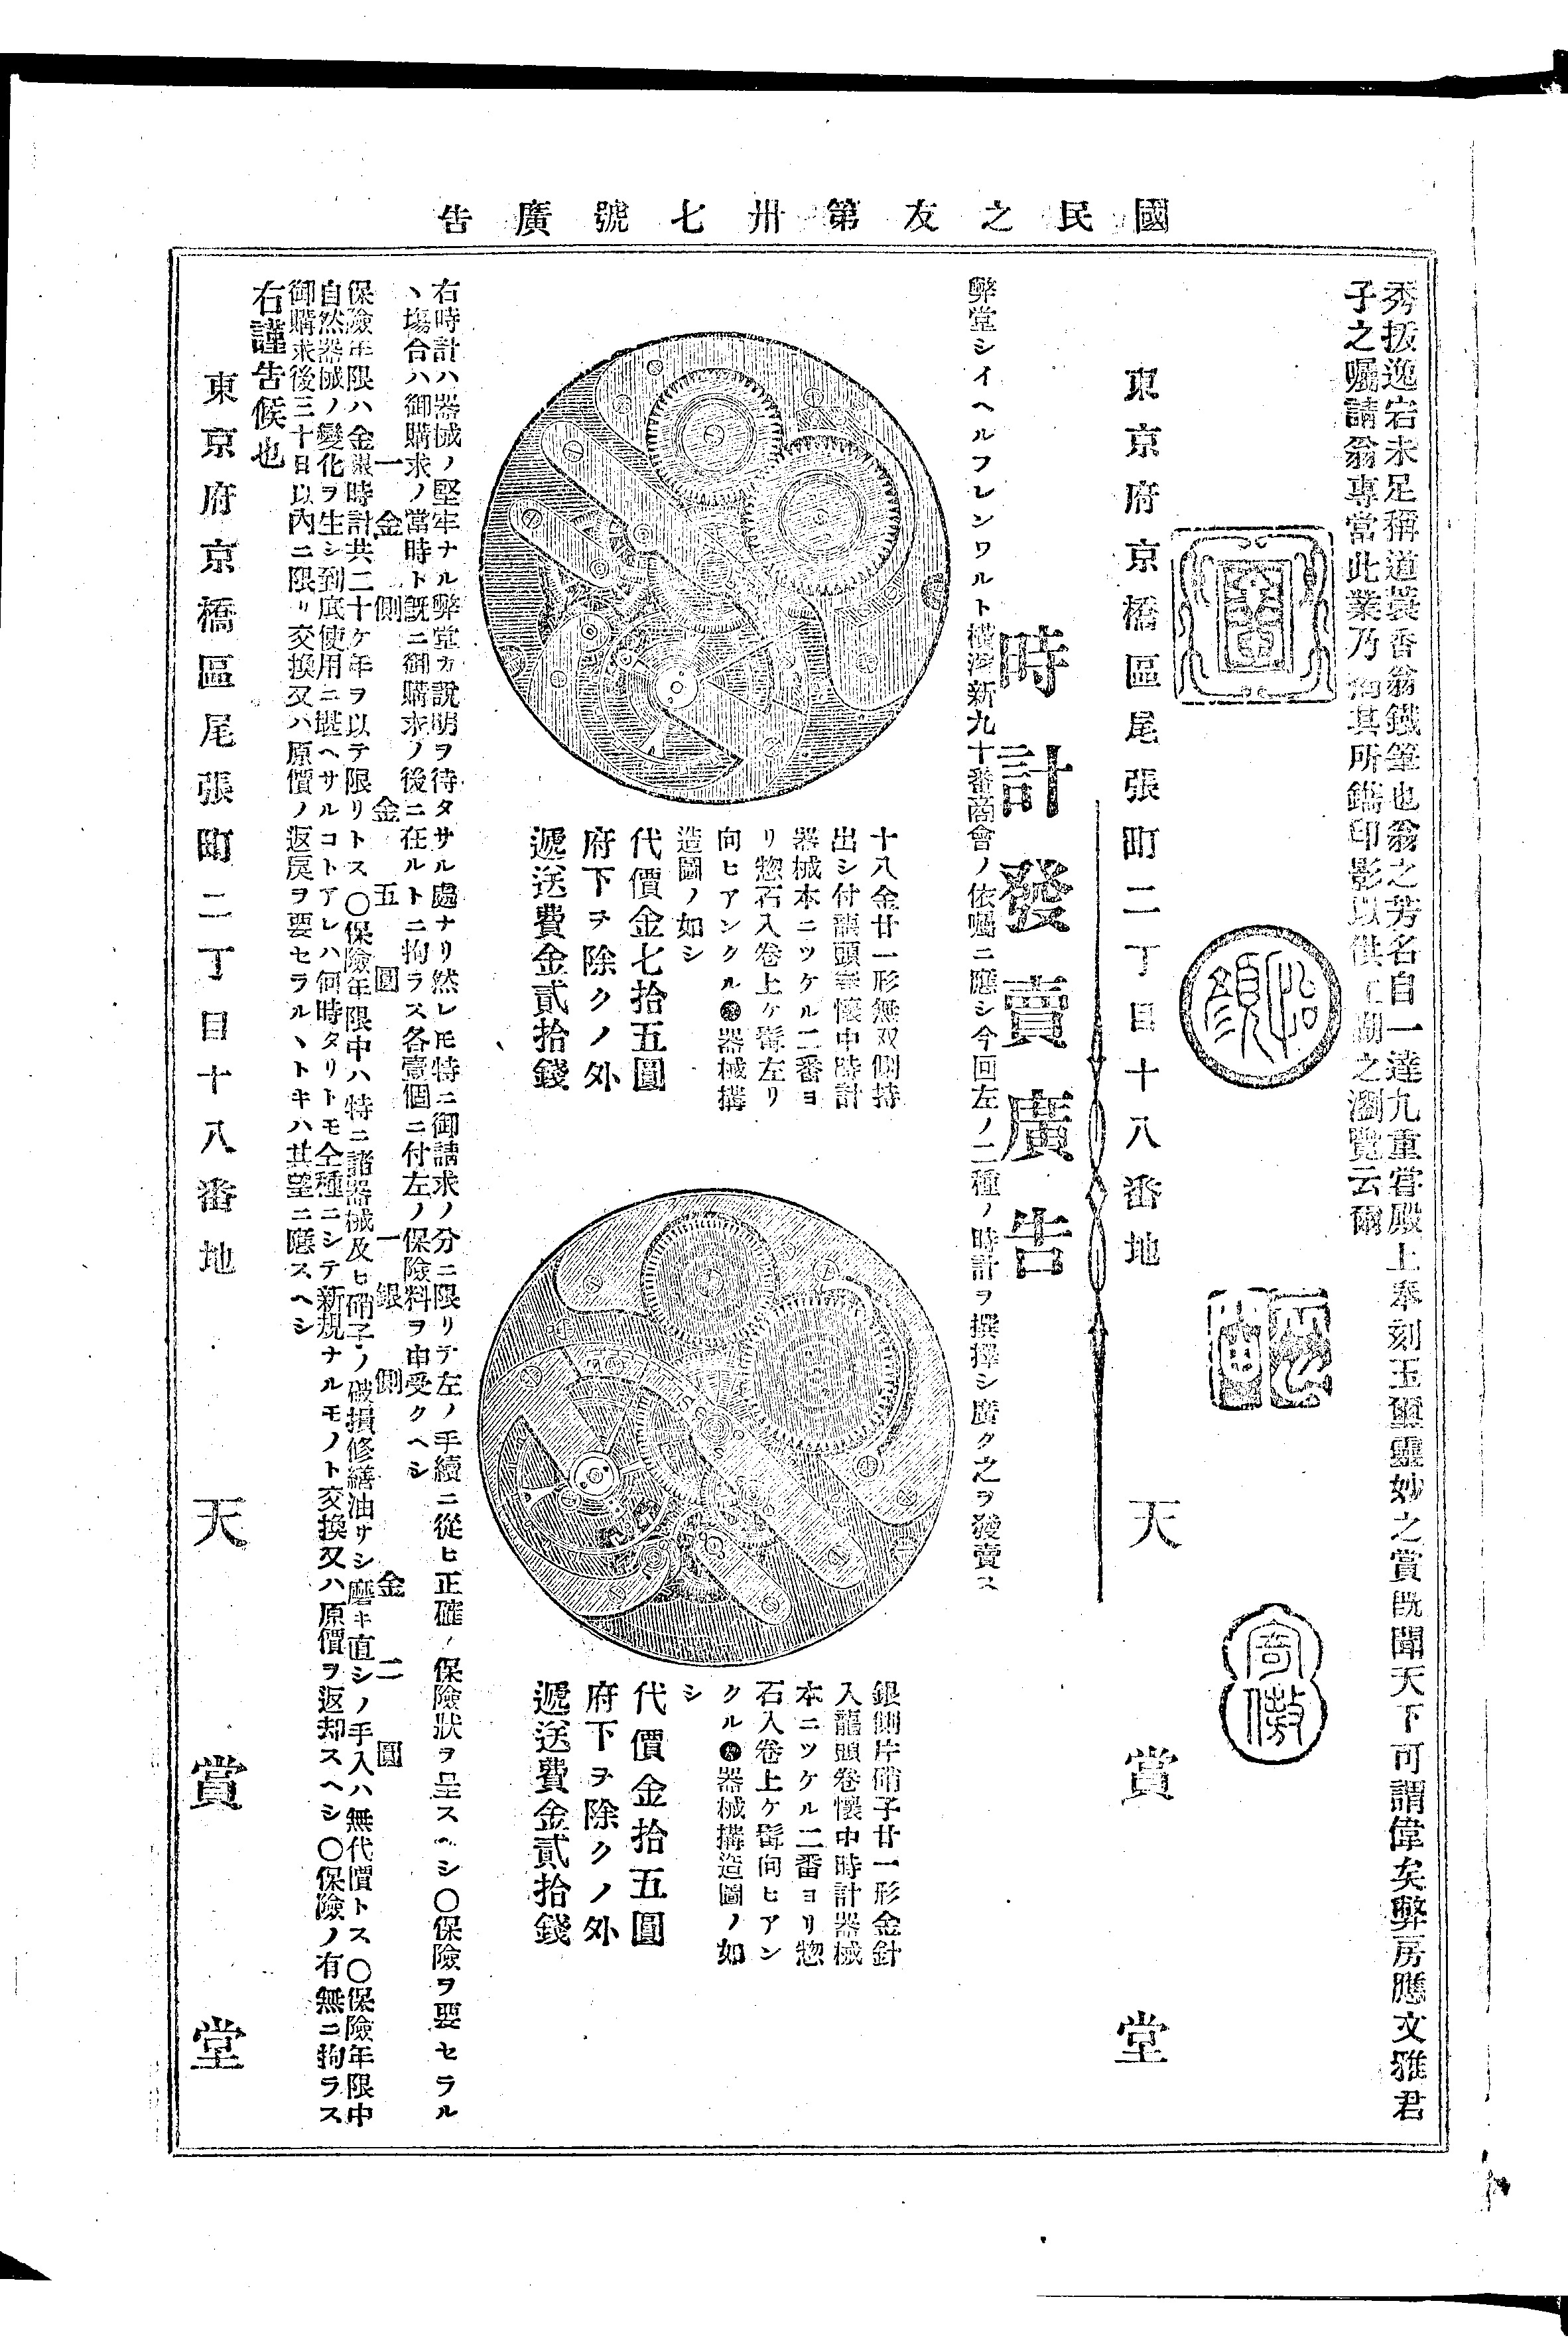 國民之友第卅七號廣告
秀拔逸宕未足稱道蓑香翁鐵筆也翁之芳名自一達九重嘗殿上奉刻玉璽靈妙之賞既聞天下可謂偉矣弊房應文雅君
子之囑請翁專當此業乃 其所鐫印影以供 之瀏覽云爾
東京府京橋區尾張町二丁目十八番地 天賞堂
時計發賣廣告
弊堂シイヘルフレンワルト橫濱新九十番商會ノ依囑ニ應シ今回左ノ二種ノ時計ヲ撰擇シ廣ク之ヲ發賣ス
十八金廿一形無双側持
出シ付龍頭卷懷中時計
器械本ニツケル二番ヨ
リ惣石入卷上ケ髯左リ
向ヒアンクル 器械搆
造圖ノ如シ
代價金七拾五圓
府下ヲ除クノ外
遞送費金貳拾錢
銀側片硝子廿一形金針
入龍頭卷懷中時計器械
本ニツケル二番ヨリ惣
石入卷上ケ髯向ヒアン
クル 器械搆造圖ノ如
シ
代價金拾五圓
府下ヲ除クノ外
遞送費金貳拾錢
右時計ハ器械ノ堅牢ナル弊堂カ說明ヲ待タサル處ナリ然レモ特ニ御請求ノ分ニ限リテ左ノ手續ニ從ヒ正確ノ保險狀ヲ呈スヘシ〇保險ヲ要セラル
ヽ塲合ハ御購求ノ當時ト既ニ御購求ノ後ニ在ルトニ拘ラス各壹個ニ付左ノ保險料ヲ申受クヘシ
一金側 金五圓 一銀側 金二圓
保險年限ハ金銀時計共二十ケ年ヲ以テ限リトス〇保險年限中ハ特ニ諸器械及ヒ硝子ノ破損修繕油サシ磨キ直シノ手入ハ無代價トス〇保險年限中
自然器械ノ變化ヲ生シ到底使用ニ堪ヘサルコトアレハ何時タリトモ仝種ニシテ新規ナルモノト交換又ハ原價ヲ返却スヘシ〇保險ノ有無ニ拘ラス
御購求後三十日以內ニ限リ交換又ハ原價ノ返戾ヲ要セラルヽトキハ其望ニ應スヘシ
右謹告候也
東京府京橋區尾張町二丁目十八番地 天賞堂